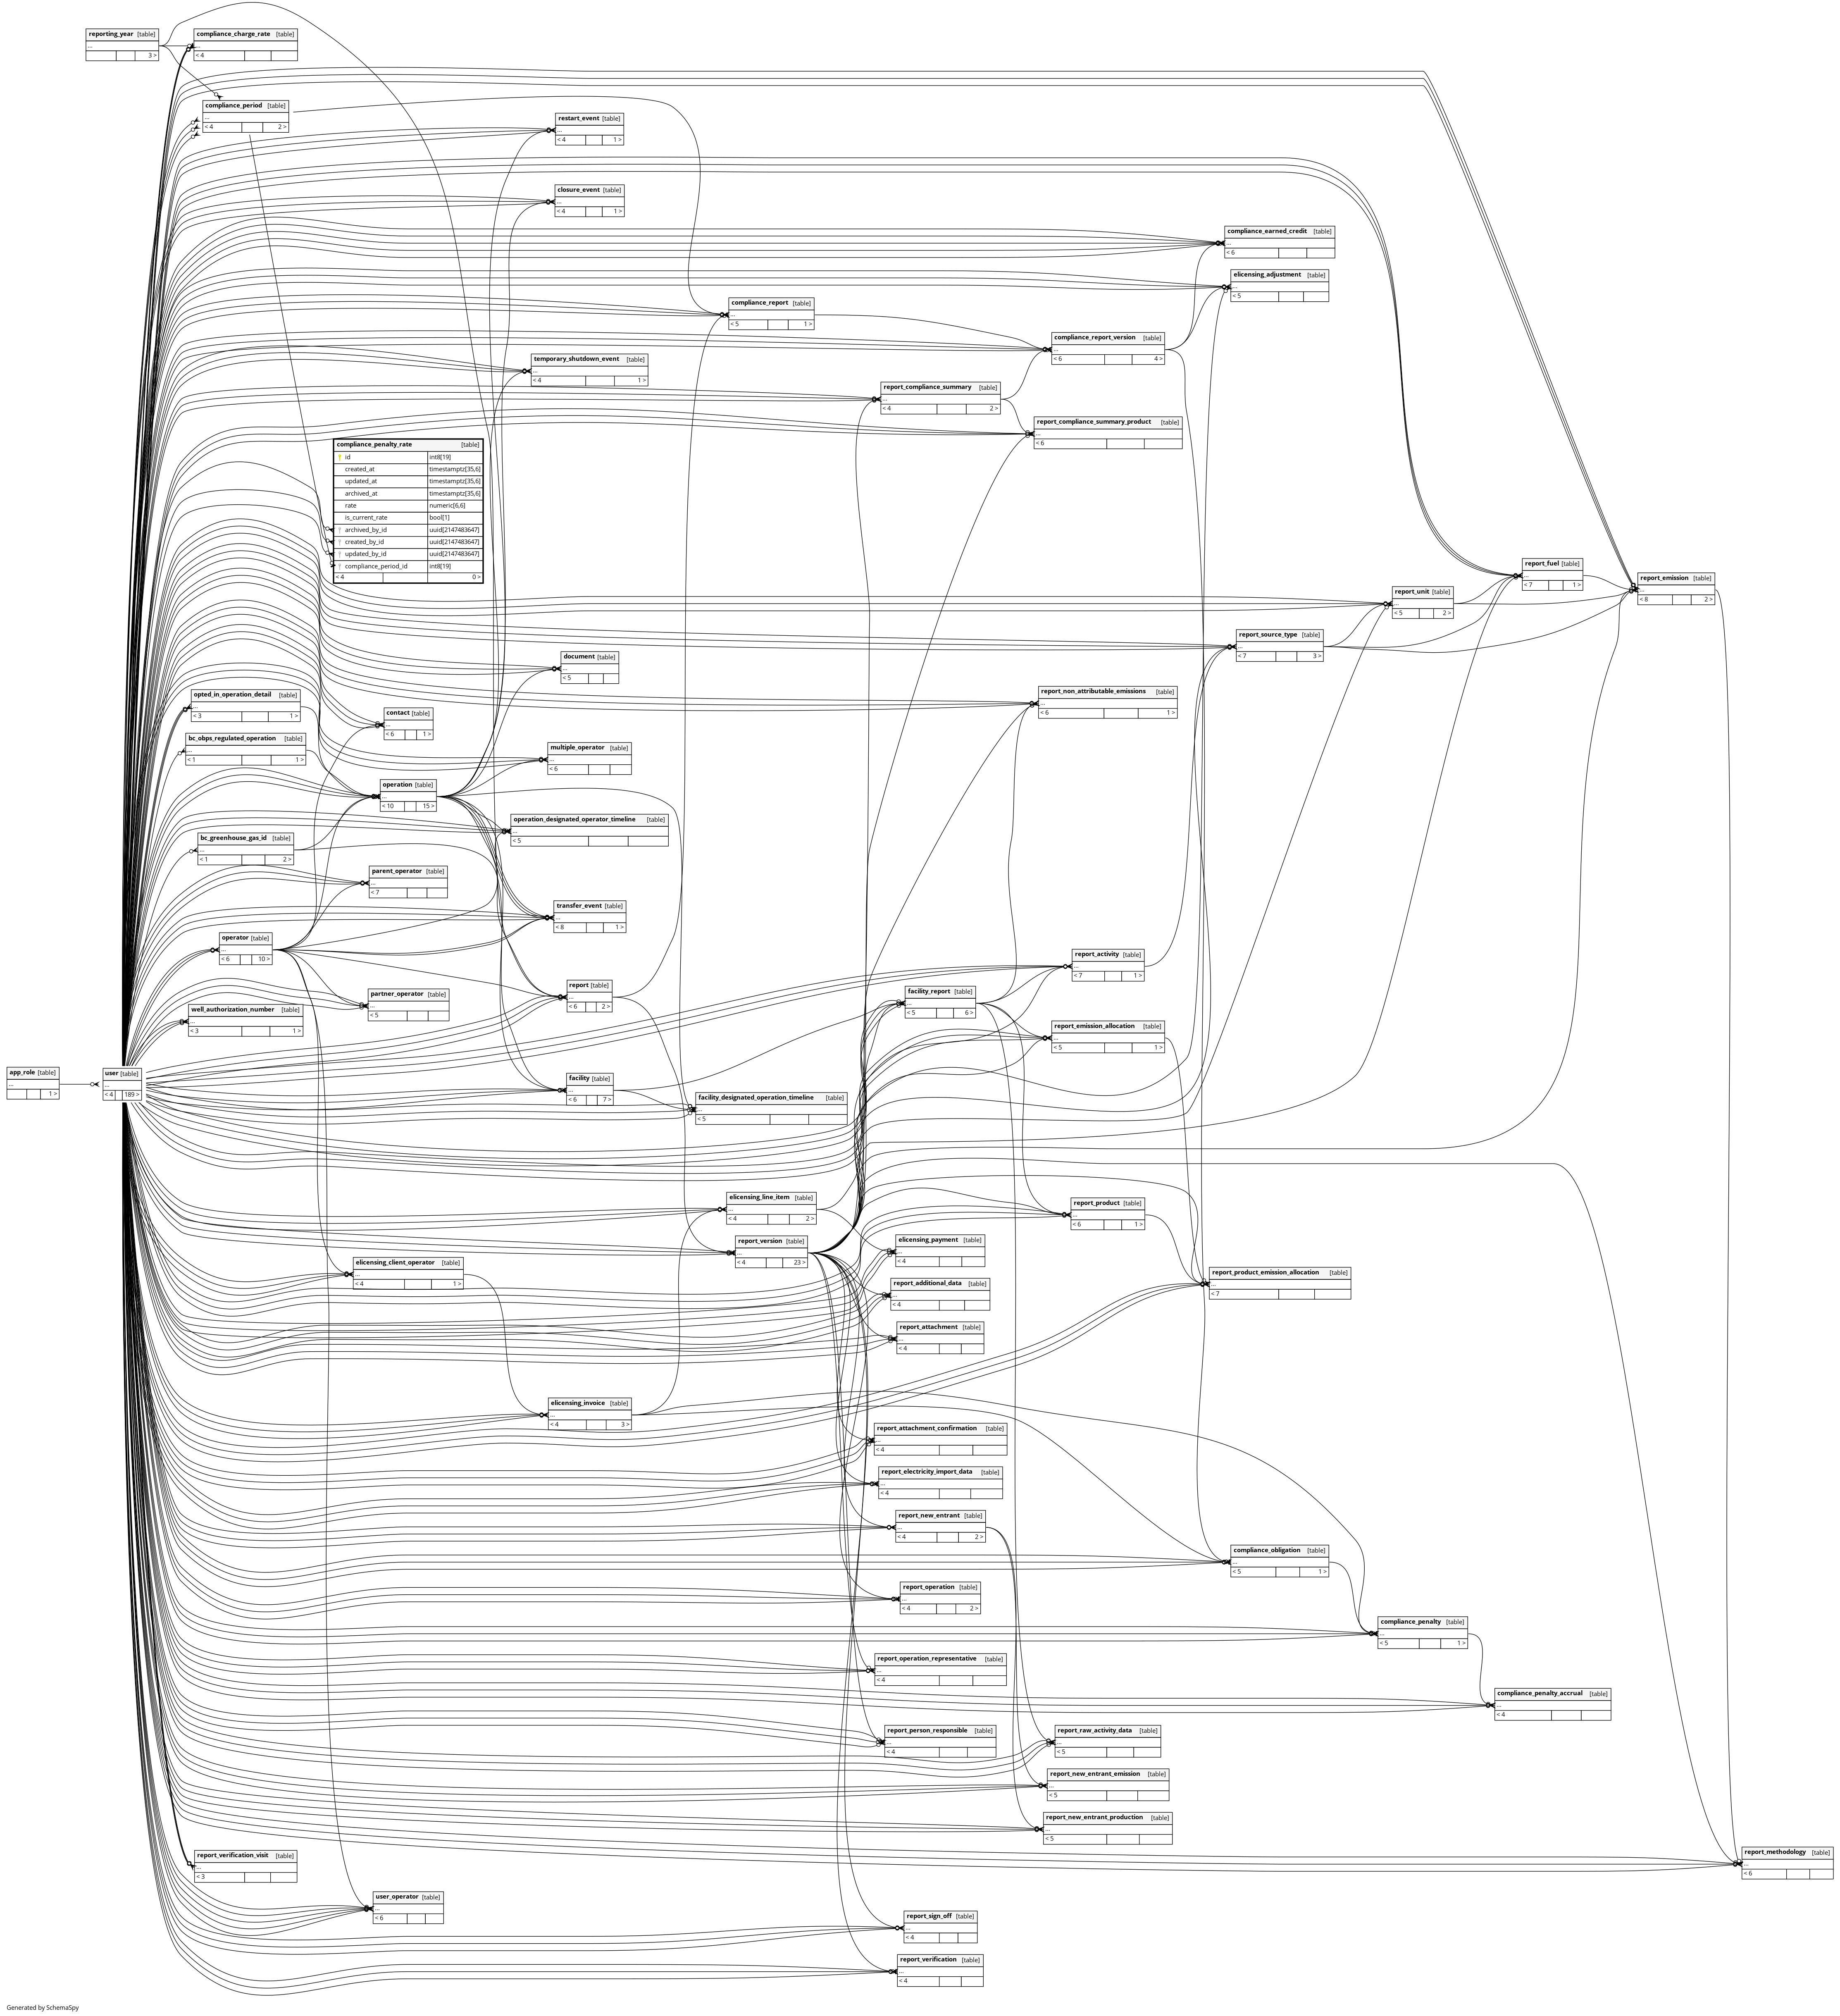 reporting_year [table]
...
3 >
compliance_charge_rate [table]
...
< 4
compliance_period [table]
...
< 4 2 >
restart_event [table]
...
< 4 1 >
closure_event [table]
...
< 4 1 >
compliance_earned_credit [table]
...
< 6
elicensing_adjustment [table]
...
< 5
compliance_report [table]
...
< 5 1 >
compliance_report_version [table]
...
< 6 4 >
temporary_shutdown_event [table]
...
< 4 1 >
report_compliance_summary [table]
...
< 4 2 >
report_compliance_summary_product [table]
...
< 6
compliance_penalty_rate [table]
id int8[19]
created_at timestamptz[35,6]
updated_at timestamptz[35,6]
archived_at timestamptz[35,6]
rate numeric[6,6]
is_current_rate bool[1]
archived_by_id uuid[2147483647]
created_by_id uuid[2147483647]
updated_by_id uuid[2147483647]
compliance_period_id int8[19]
< 4 0 >
report_fuel [table]
...
< 7 1 >
report_emission [table]
...
< 8 2 >
report_unit [table]
...
< 5 2 >
report_source_type [table]
...
< 7 3 >
document [table]
...
< 5
report_non_attributable_emissions [table]
...
< 6 1 >
opted_in_operation_detail [table]
...
< 3 1 >
contact [table]
...
< 6 1 >
bc_obps_regulated_operation [table]
...
< 1 1 >
multiple_operator [table]
...
< 6
operation [table]
...
< 10 15 >
operation_designated_operator_timeline [table]
...
< 5
bc_greenhouse_gas_id [table]
...
< 1 2 >
parent_operator [table]
...
< 7
transfer_event [table]
...
< 8 1 >
operator [table]
...
< 6 10 >
report_activity [table]
...
< 7 1 >
report [table]
...
< 6 2 >
partner_operator [table]
...
< 5
facility_report [table]
...
< 5 6 >
well_authorization_number [table]
...
< 3 1 >
report_emission_allocation [table]
...
< 5 1 >
app_role [table]
...
1 >
user [table]
...
< 4 189 >
facility [table]
...
< 6 7 >
facility_designated_operation_timeline [table]
...
< 5
elicensing_line_item [table]
...
< 4 2 >
report_product [table]
...
< 6 1 >
report_version [table]
...
< 4 23 >
elicensing_payment [table]
...
< 4
elicensing_client_operator [table]
...
< 4 1 >
report_product_emission_allocation [table]
...
< 7
report_additional_data [table]
...
< 4
report_attachment [table]
...
< 4
elicensing_invoice [table]
...
< 4 3 >
report_attachment_confirmation [table]
...
< 4
report_electricity_import_data [table]
...
< 4
report_new_entrant [table]
...
< 4 2 >
compliance_obligation [table]
...
< 5 1 >
report_operation [table]
...
< 4 2 >
compliance_penalty [table]
...
< 5 1 >
report_operation_representative [table]
...
< 4
compliance_penalty_accrual [table]
...
< 4
report_person_responsible [table]
...
< 4
report_raw_activity_data [table]
...
< 5
report_new_entrant_emission [table]
...
< 5
report_new_entrant_production [table]
...
< 5
report_verification_visit [table]
...
< 3
report_methodology [table]
...
< 6
user_operator [table]
...
< 6
report_sign_off [table]
...
< 4
report_verification [table]
...
< 4
Generated by SchemaSpy